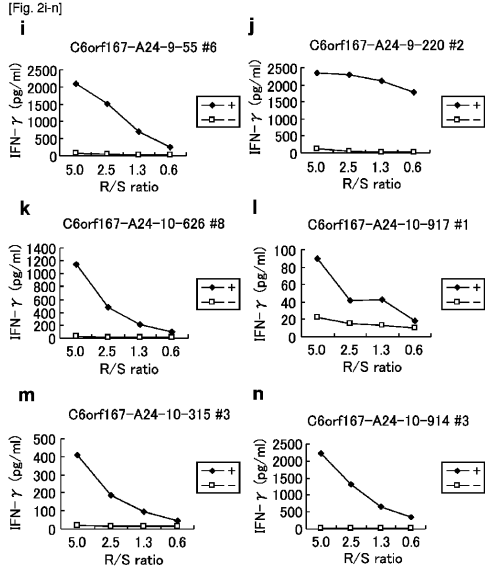 [Fig. 2i-n]
i
C6orf167-A24-9-55 #6
IFN-γ (pg/ml)
2500
2000
1500
1000
500
0
5.0 2.5 1.3 0.6
R/S ratio
+
−
j
C6orf167-A24-9-220 #2
IFN-γ (pg/ml)
2500
2000
1500
1000
500
0
5.0 2.5 1.3 0.6
R/S ratio
+
−
k
C6orf167-A24-10-626 #8
IFN-γ (pg/ml)
1400
1200
1000
800
600
400
200
0
5.0 2.5 1.3 0.6
R/S ratio
+
−
l
C6orf167-A24-10-917 #1
IFN-γ (pg/ml)
100
80
60
40
20
0
5.0 2.5 1.3 0.6
R/S ratio
+
−
m
C6orf167-A24-10-315 #3
IFN-γ (pg/ml)
500
400
300
200
100
0
5.0 2.5 1.3 0.6
R/S ratio
+
−
n
C6orf167-A24-10-914 #3
IFN-γ (pg/ml)
2500
2000
1500
1000
500
0
5.0 2.5 1.3 0.6
R/S ratio
+
−